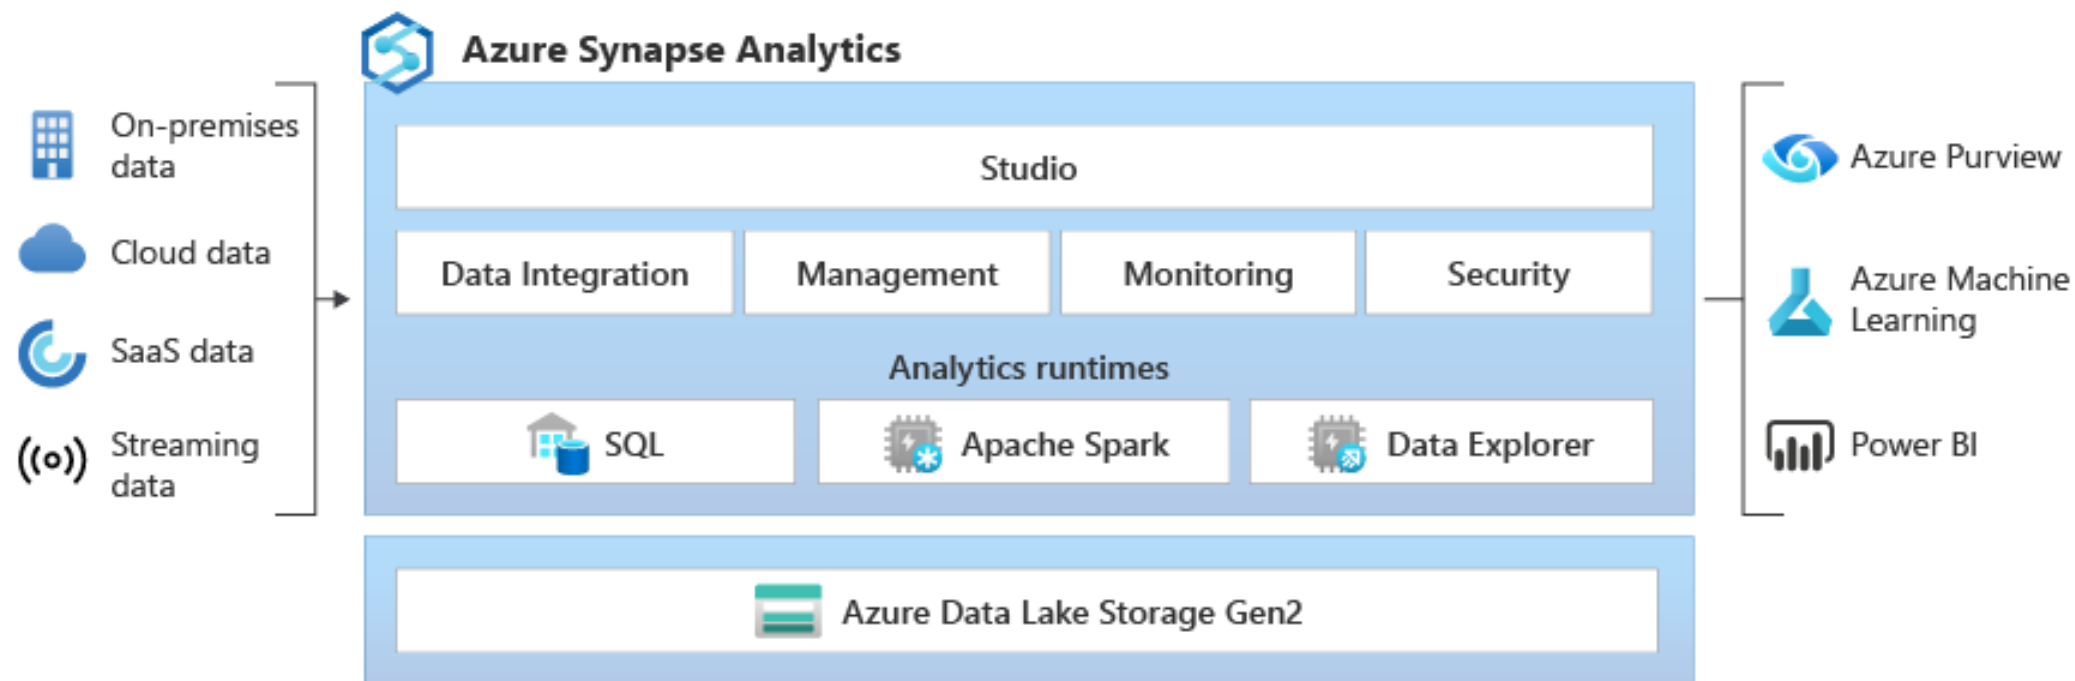 Azure Synapse Analytics
On-premises
data
Cloud data
SaaS data
Streaming
data
Studio
Data Integration
Management
Monitoring
Security
Analytics runtimes
SQL
Apache Spark
Data Explorer
Azure Data Lake Storage Gen2
Azure Purview
Azure Machine
Learning
Power BI